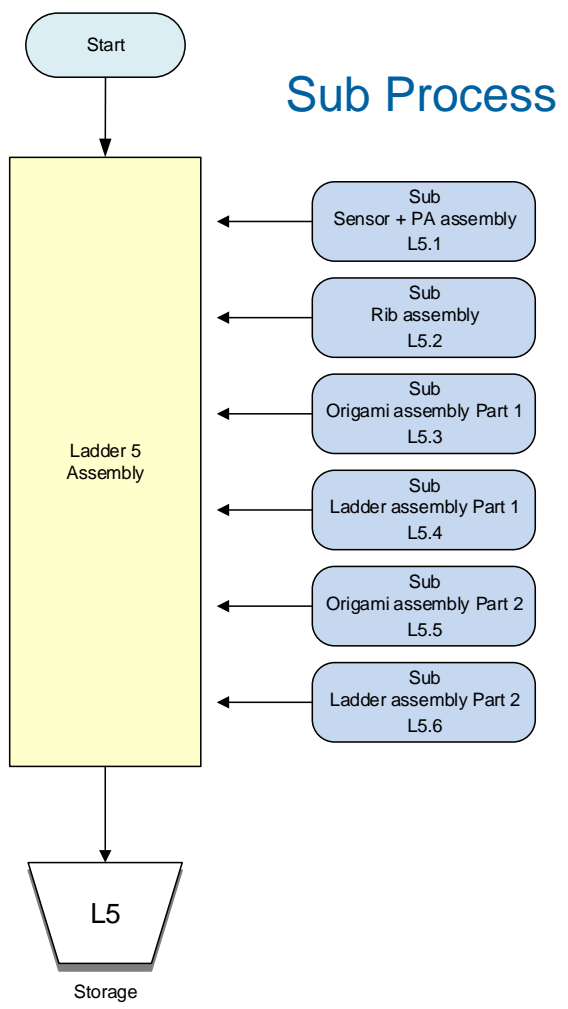 Start
Sub Process
Sub
Sensor + PA assembly
L5.1
Sub
Rib assembly
L5.2
Sub
Origami assembly Part 1
L5.3
Ladder 5
Assembly
Sub
Ladder assembly Part 1
L5.4
Sub
Origami assembly Part 2
L5.5
Sub
Ladder assembly Part 2
L5.6
L5
Storage